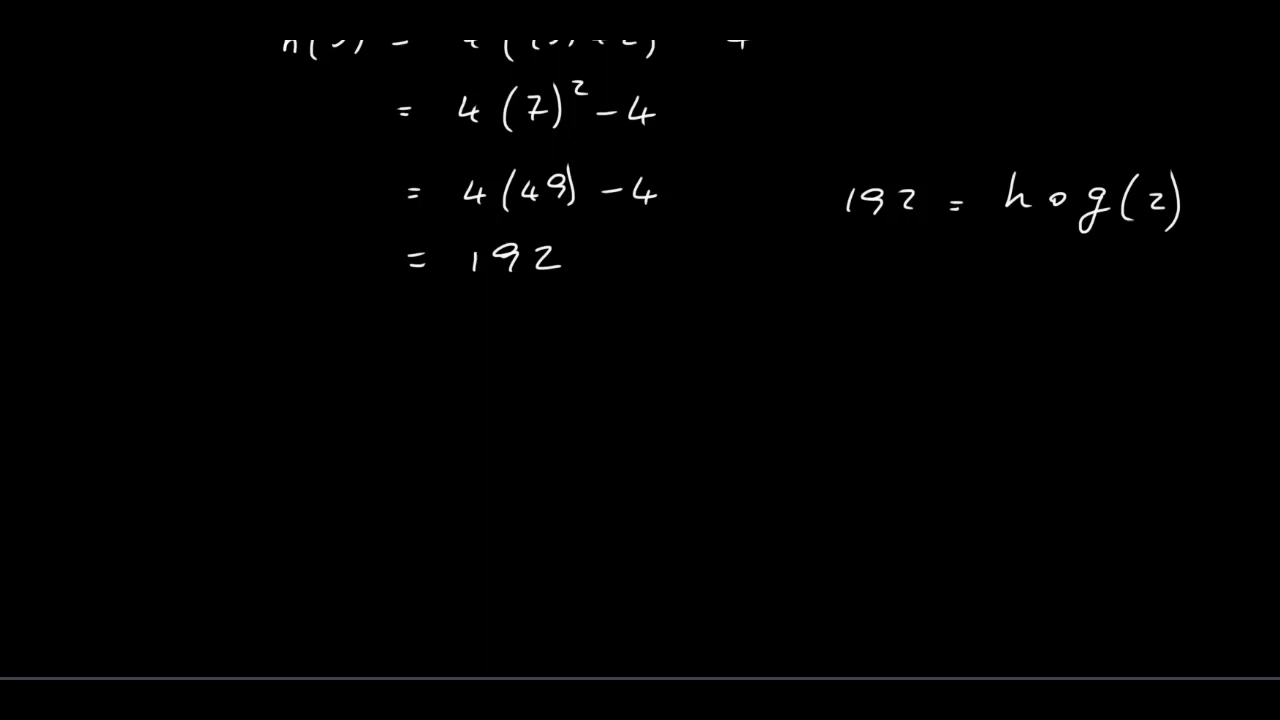 = 4 (7)² - 4
= 4 (49) - 4
192 = h o g(2)
= 192